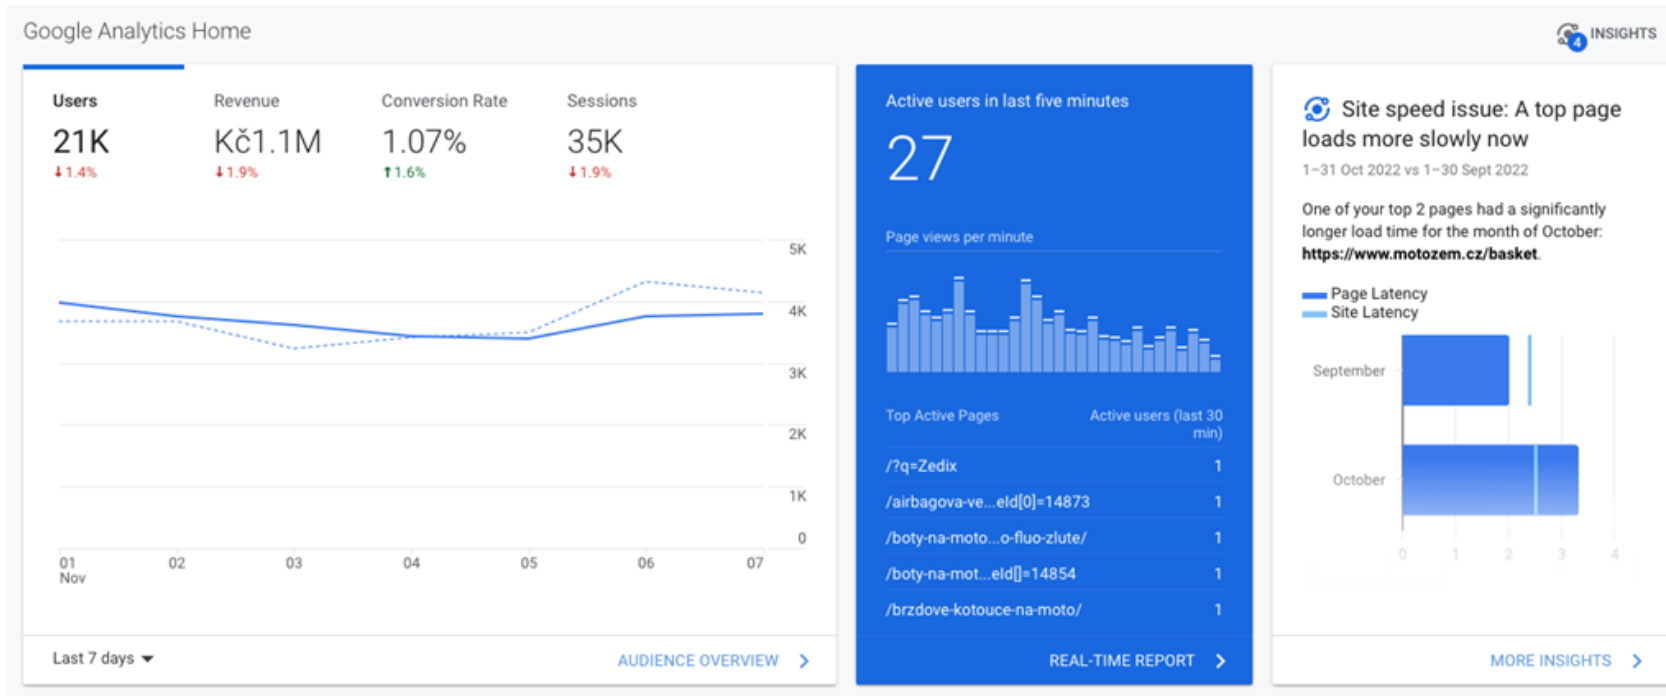 Google Analytics Home
4 INSIGHTS
Users
21K
↓1.4%
Revenue
Kč1.1M
↓1.9%
Conversion Rate
1.07%
↑1.6%
Sessions
35K
↓1.9%
5K
4K
3K
2K
1K
0
01
Nov
02
03
04
05
06
07
Last 7 days
AUDIENCE OVERVIEW
Active users in last five minutes
27
Page views per minute
Top Active Pages
Active users (last 30
min)
/?q=Zedix 1
/airbagova-ve...eld[0]=14873 1
/boty-na-moto...o-fluo-zlute/ 1
/boty-na-mot...eld[]=14854 1
/brzdove-kotouce-na-moto/ 1
REAL-TIME REPORT
Site speed issue: A top page
loads more slowly now
1–31 Oct 2022 vs 1–30 Sept 2022
One of your top 2 pages had a significantly
longer load time for the month of October:
https://www.motozem.cz/basket.
Page Latency
Site Latency
September
October
0 1 2 3 4
MORE INSIGHTS